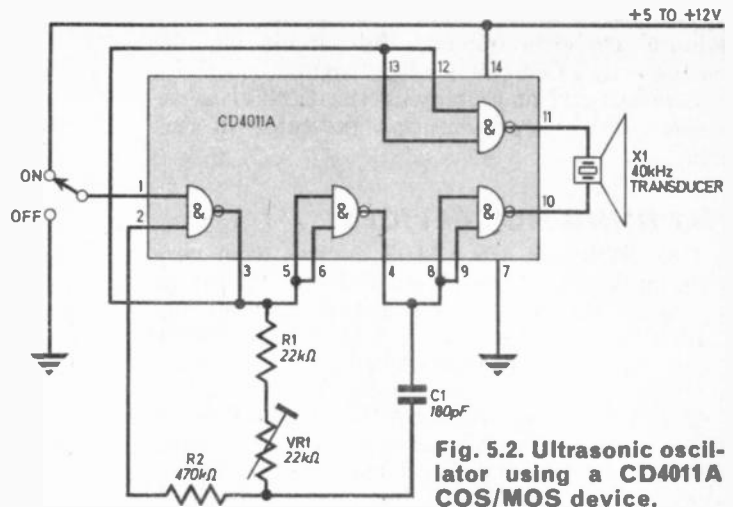 +5 TO +12V
13 12 14
CD4011A
&
11
ON
1
&
&
&
10
X1
40kHz
TRANSDUCER
OFF
2
3
5
6
4
8
9
7
R1
22kΩ
C1
180pF
VR1
22kΩ
R2
470kΩ
Fig. 5.2. Ultrasonic oscil-
lator using a CD4011A
COS/MOS device.